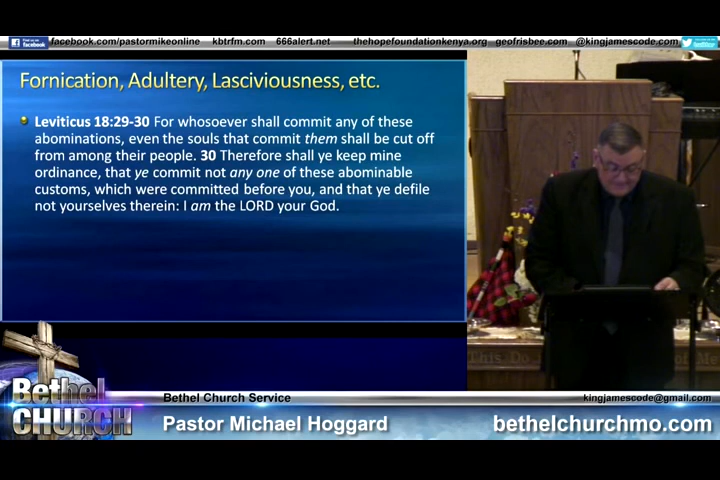 facebook.com/pastormikeonline kbtrfm.com 666alert.net thehopefoundationkenya.org geofrisbee.com @kingjamescode.com
Fornication, Adultery, Lasciviousness, etc.
Leviticus 18:29-30 For whosoever shall commit any of these
abominations, even the souls that commit them shall be cut off
from among their people. 30 Therefore shall ye keep mine
ordinance, that ye commit not any one of these abominable
customs, which were committed before you, and that ye defile
not yourselves therein: I am the LORD your God.
This Do
of Me
Bethel
CHURCH
Bethel Church Service
kingjamescode@gmail.com
Pastor Michael Hoggard
bethelchurchmo.com